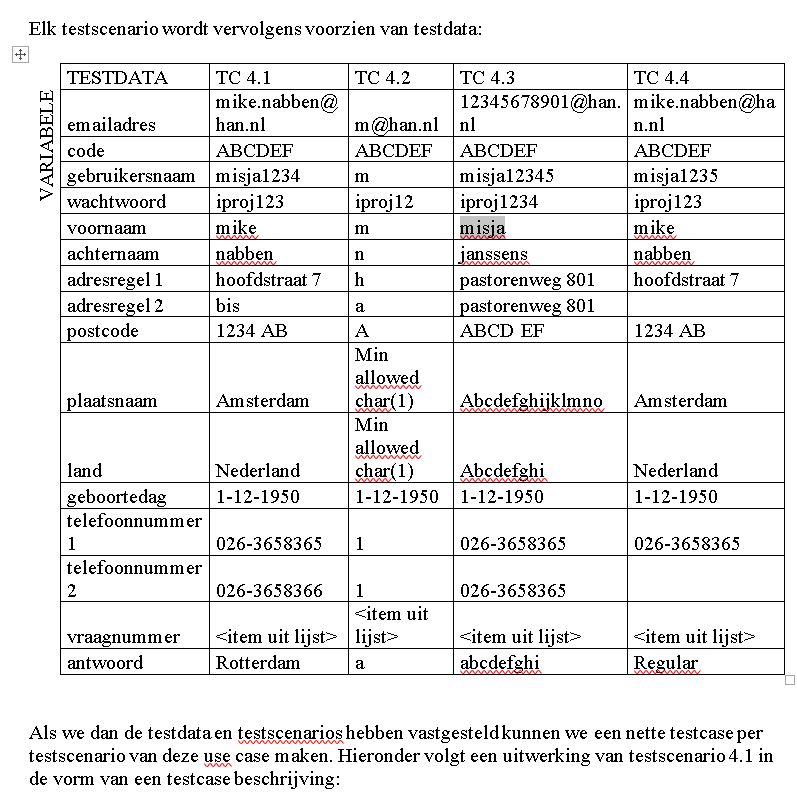 Elk testscenario wordt vervolgens voorzien van testdata:
VARIABELE
TESTDATA TC 4.1 TC 4.2 TC 4.3 TC 4.4
emailadres mike.nabben@han.nl m@han.nl 12345678901@han.nl mike.nabben@han.nl
code ABCDEF ABCDEF ABCDEF ABCDEF
gebruikersnaam misja1234 m misja12345 misja1235
wachtwoord iproj123 iproj12 iproj1234 iproj123
voornaam mike m misja mike
achternaam nabben n janssens nabben
adresregel 1 hoofdstraat 7 h pastorenweg 801 hoofdstraat 7
adresregel 2 bis a pastorenweg 801
postcode 1234 AB A ABCD EF 1234 AB
plaatsnaam Amsterdam Min allowed char(1) Abcdefghijklmno Amsterdam
land Nederland Min allowed char(1) Abcdefghi Nederland
geboortedag 1-12-1950 1-12-1950 1-12-1950 1-12-1950
telefoonnummer 1 026-3658365 1 026-3658365 026-3658365
telefoonnummer 2 026-3658366 1 026-3658365
vraagnummer <item uit lijst> <item uit lijst> <item uit lijst> <item uit lijst>
antwoord Rotterdam a abcdefghi Regular
Als we dan de testdata en testscenarios hebben vastgesteld kunnen we een nette testcase per
testscenario van deze use case maken. Hieronder volgt een uitwerking van testscenario 4.1 in
de vorm van een testcase beschrijving: